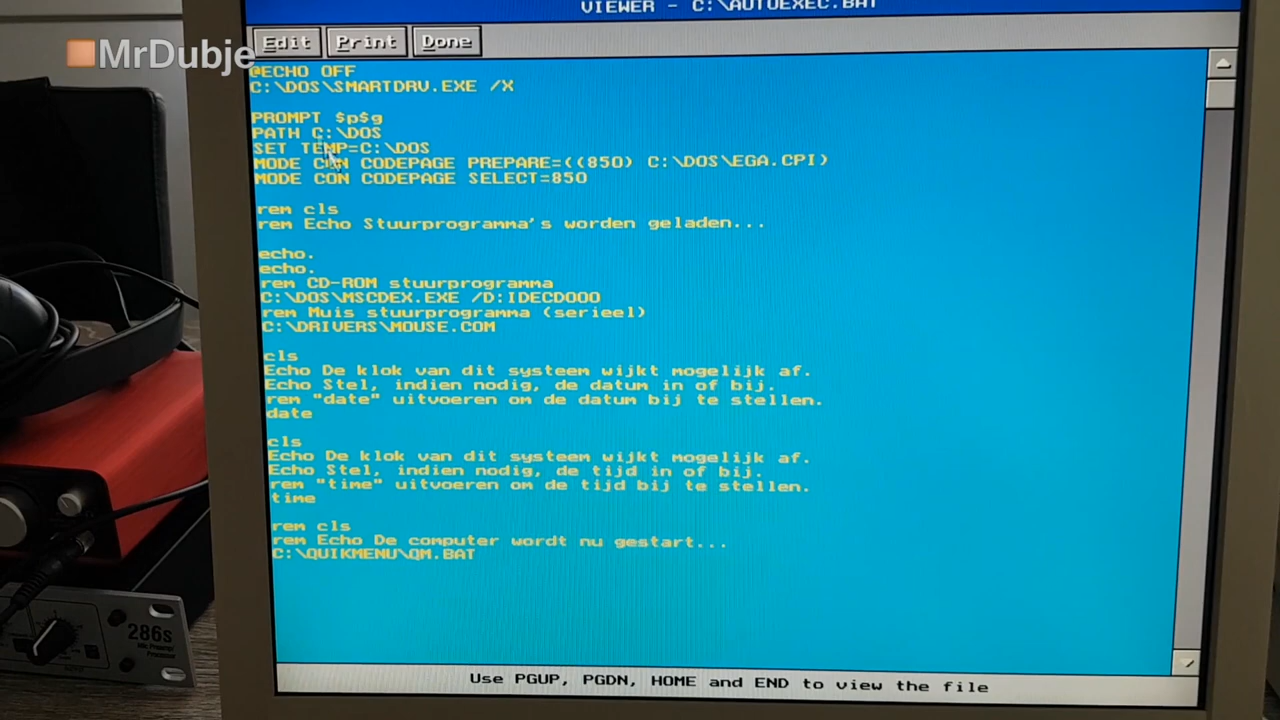 VIEWER - C:\AUTOEXEC.BAT
MrDubje
Edit Print Done
@ECHO OFF
C:\DOS\SMARTDRV.EXE /X
PROMPT $p$g
PATH C:\DOS
SET TEMP=C:\DOS
MODE CON CODEPAGE PREPARE=((850) C:\DOS\EGA.CPI)
MODE CON CODEPAGE SELECT=850
rem cls
rem Echo Stuurprogramma's worden geladen...
echo.
echo.
rem CD-ROM stuurprogramma
C:\DOS\MSCDEX.EXE /D:IDECD000
rem Muis stuurprogramma (serieel)
C:\DRIVERS\MOUSE.COM
cls
Echo De klok van dit systeem wijkt mogelijk af.
Echo Stel, indien nodig, de datum in of bij.
rem "date" uitvoeren om de datum bij te stellen.
date
cls
Echo De klok van dit systeem wijkt mogelijk af.
Echo Stel, indien nodig, de tijd in of bij.
rem "time" uitvoeren om de tijd bij te stellen.
time
rem cls
rem Echo De computer wordt nu gestart...
C:\QUIKMENU\QM.BAT
Use PGUP, PGDN, HOME and END to view the file
286s
Mic Preamp/
Processor